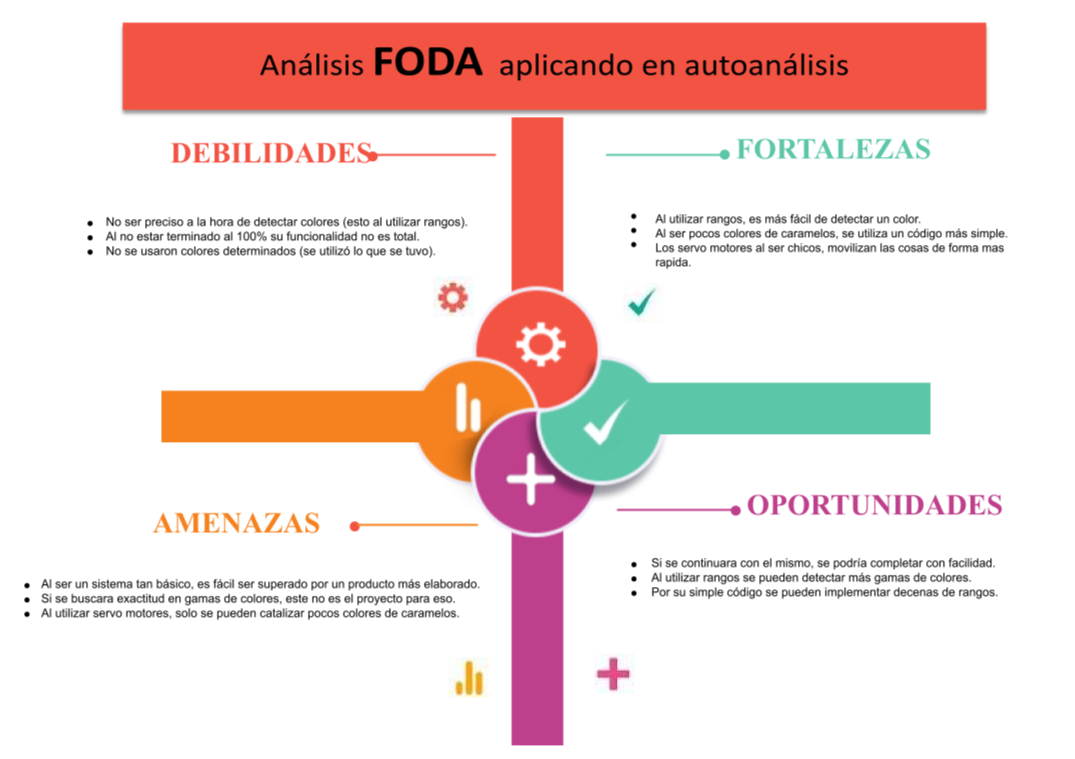 Análisis FODA aplicando en autoanálisis
DEBILIDADES
• No ser preciso a la hora de detectar colores (esto al utilizar rangos).
• Al no estar terminado al 100% su funcionalidad no es total.
• No se usaron colores determinados (se utilizó lo que se tuvo).
FORTALEZAS
• Al utilizar rangos, es más fácil de detectar un color.
• Al ser pocos colores de caramelos, se utiliza un código más simple.
• Los servo motores al ser chicos, movilizan las cosas de forma mas
rapida.
AMENAZAS
• Al ser un sistema tan básico, es fácil ser superado por un producto más elaborado.
• Si se buscara exactitud en gamas de colores, este no es el proyecto para eso.
• Al utilizar servo motores, solo se pueden catalizar pocos colores de caramelos.
OPORTUNIDADES
• Si se continuara con el mismo, se podría completar con facilidad.
• Al utilizar rangos se pueden detectar más gamas de colores.
• Por su simple código se pueden implementar decenas de rangos.